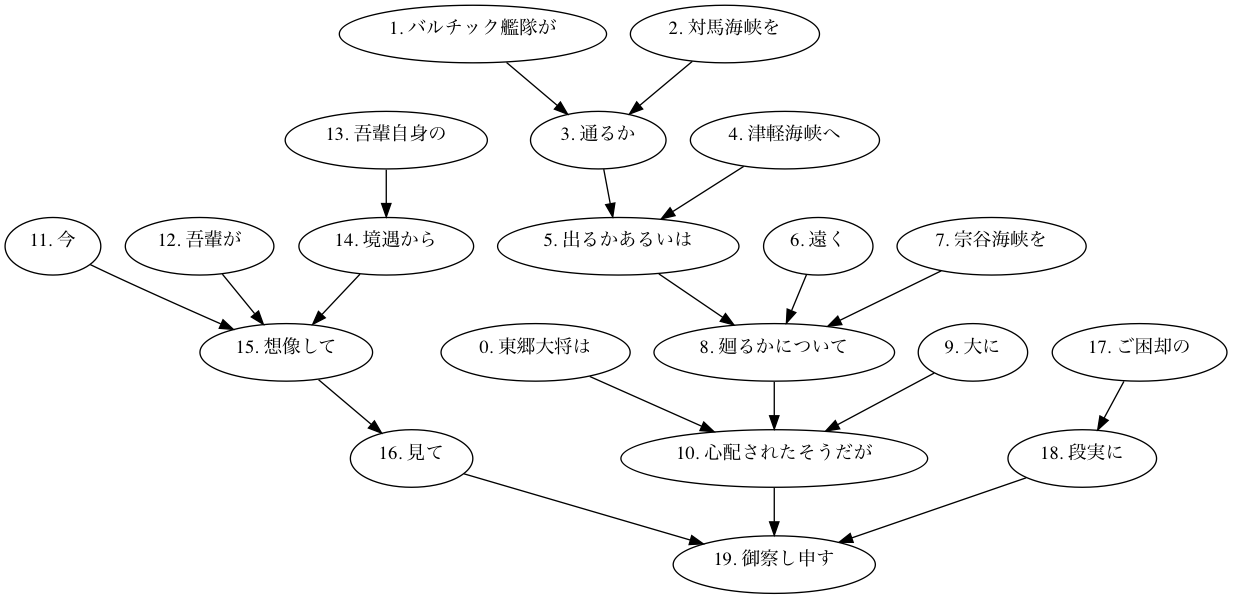 1. バルチック艦隊が
2. 対馬海峡を
13. 吾輩自身の
3. 通るか
4. 津軽海峡へ
11. 今
12. 吾輩が
14. 境遇から
5. 出るかあるいは
6. 遠く
7. 宗谷海峡を
15. 想像して
0. 東郷大将は
8. 廻るかについて
9. 大に
17. ご困却の
16. 見て
10. 心配されたそうだが
18. 段実に
19. 御察し申す